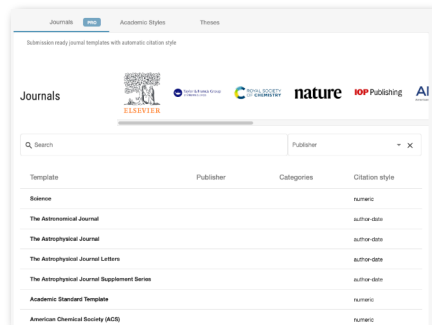 Journals PRO Academic Styles Theses
Submission ready journal templates with automatic citation style
Journals
ELSEVIER
Taylor & Francis Group
ROYAL SOCIETY OF CHEMISTRY
nature
IOP Publishing
Search
Publisher
Template Publisher Categories Citation style
Science numeric
The Astronomical Journal author-date
The Astrophysical Journal author-date
The Astrophysical Journal Letters author-date
The Astrophysical Journal Supplement Series author-date
Academic Standard Template numeric
American Chemical Society (ACS) numeric